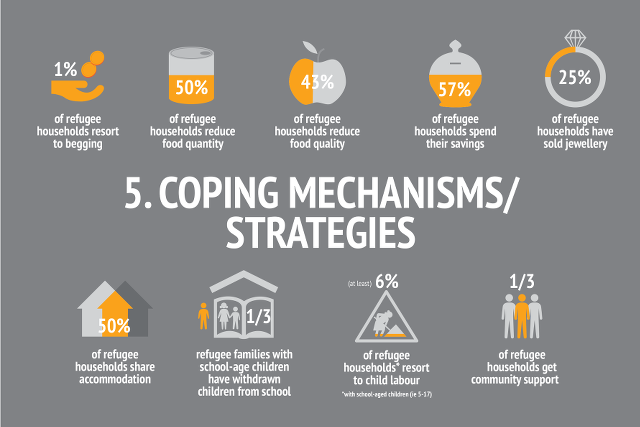 1%
of refugee
households resort
to begging
50%
of refugee
households reduce
food quantity
43%
of refugee
households reduce
food quality
57%
of refugee
households spend
their savings
25%
of refugee
households have
sold jewellery
5. COPING MECHANISMS/
STRATEGIES
50%
of refugee
households share
accommodation
1/3
refugee families with
school-age children
have withdrawn
children from school
(at least) 6%
of refugee
households* resort
to child labour
*with school-aged children (ie 5-17)
1/3
of refugee
households get
community support